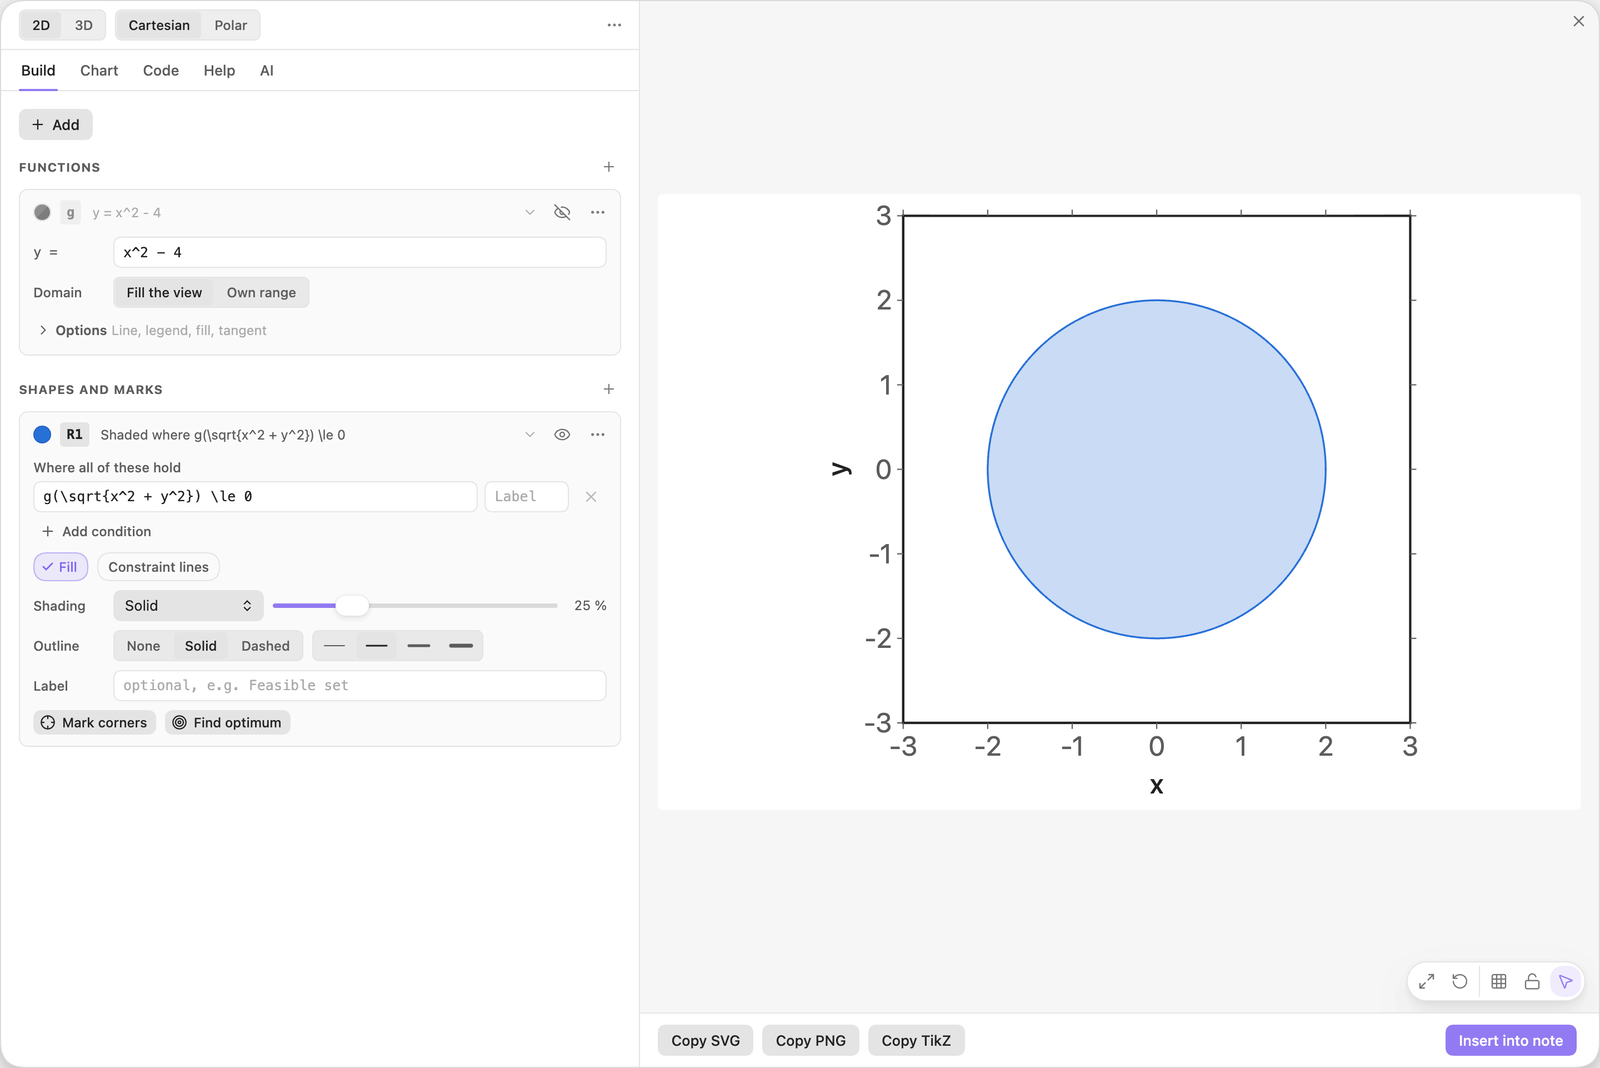 2D 3D Cartesian Polar
Build Chart Code Help AI
+ Add
FUNCTIONS
g y = x^2 - 4
y = x^2 − 4
Domain Fill the view Own range
Options Line, legend, fill, tangent
SHAPES AND MARKS
R1 Shaded where g(\sqrt{x^2 + y^2}) \le 0
Where all of these hold
g(\sqrt{x^2 + y^2}) \le 0 Label
+ Add condition
Fill Constraint lines
Shading Solid 25 %
Outline None Solid Dashed
Label optional, e.g. Feasible set
Mark corners Find optimum
3
2
1
0
-1
-2
-3
y
-3 -2 -1 0 1 2 3
x
Copy SVG Copy PNG Copy TikZ Insert into note